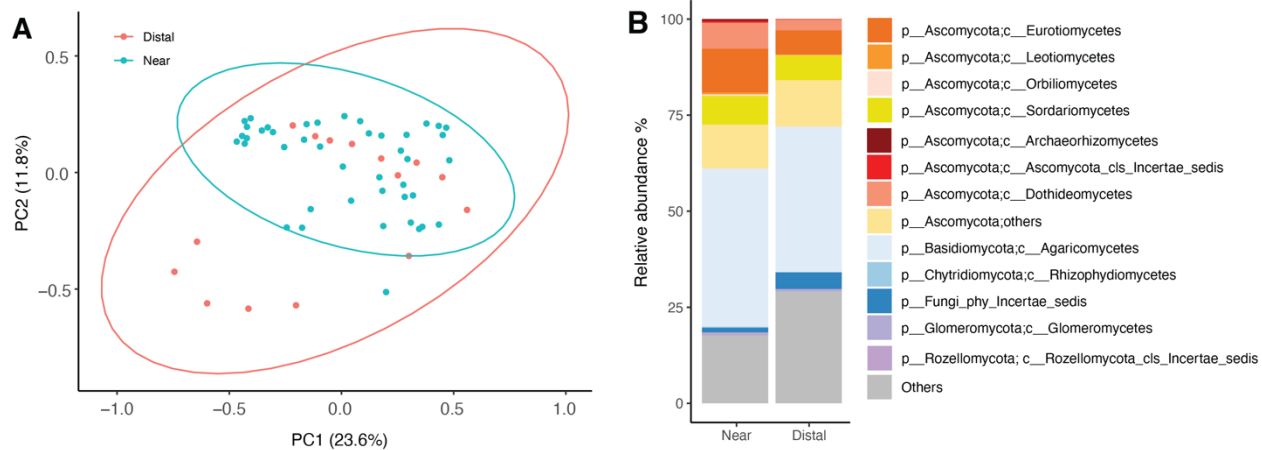 A
Distal
Near
0.5
0.0
−0.5
−1.0
−0.5
0.0
0.5
1.0
PC2 (11.8%)
PC1 (23.6%)
B
100
75
50
25
0
Relative abundance %
Near
Distal
p__Ascomycota;c__Eurotiomycetes
p__Ascomycota;c__Leotiomycetes
p__Ascomycota;c__Orbiliomycetes
p__Ascomycota;c__Sordariomycetes
p__Ascomycota;c__Archaeorhizomycetes
p__Ascomycota;c__Ascomycota_cls_Incertae_sedis
p__Ascomycota;c__Dothideomycetes
p__Ascomycota;others
p__Basidiomycota;c__Agaricomycetes
p__Chytridiomycota;c__Rhizophydiomycetes
p__Fungi_phy_Incertae_sedis
p__Glomeromycota;c__Glomeromycetes
p__Rozellomycota; c__Rozellomycota_cls_Incertae_sedis
Others